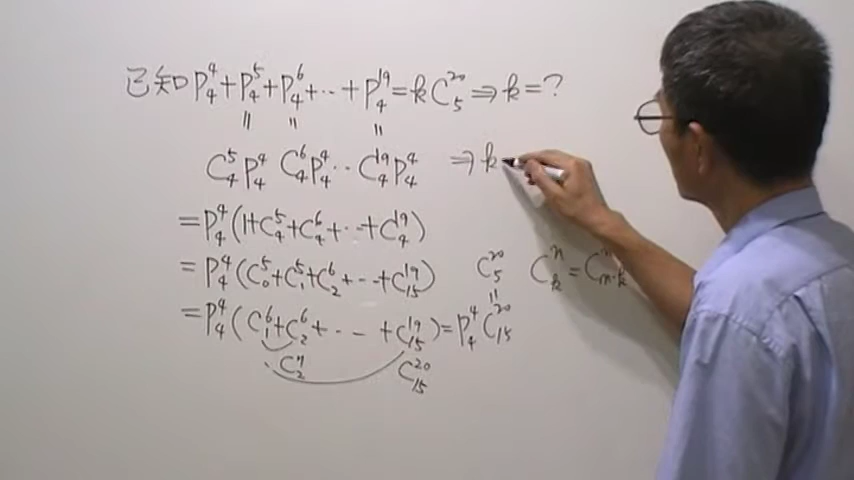 已知P⁴₄+P⁵₄+P⁶₄+…+P¹⁹₄=kC²⁰₅⇒k=?
॥ ॥ ॥
C⁵₄P⁴₄ C⁶₄P⁴₄…C¹⁹₄P⁴₄ ⇒k
=P⁴₄(1+C⁵₄+C⁶₄+…+C¹⁹₄)
=P⁴₄(C⁵₀+C⁵₁+C⁶₂+…+C¹⁹₁₅) C²⁰₅ Cⁿₖ=Cⁿₙ₋ₖ
=P⁴₄(C⁶₁+C⁶₂+…+C¹⁹₁₅)=P⁴₄C²⁰₁₅
C⁷₂ C²⁰₁₅